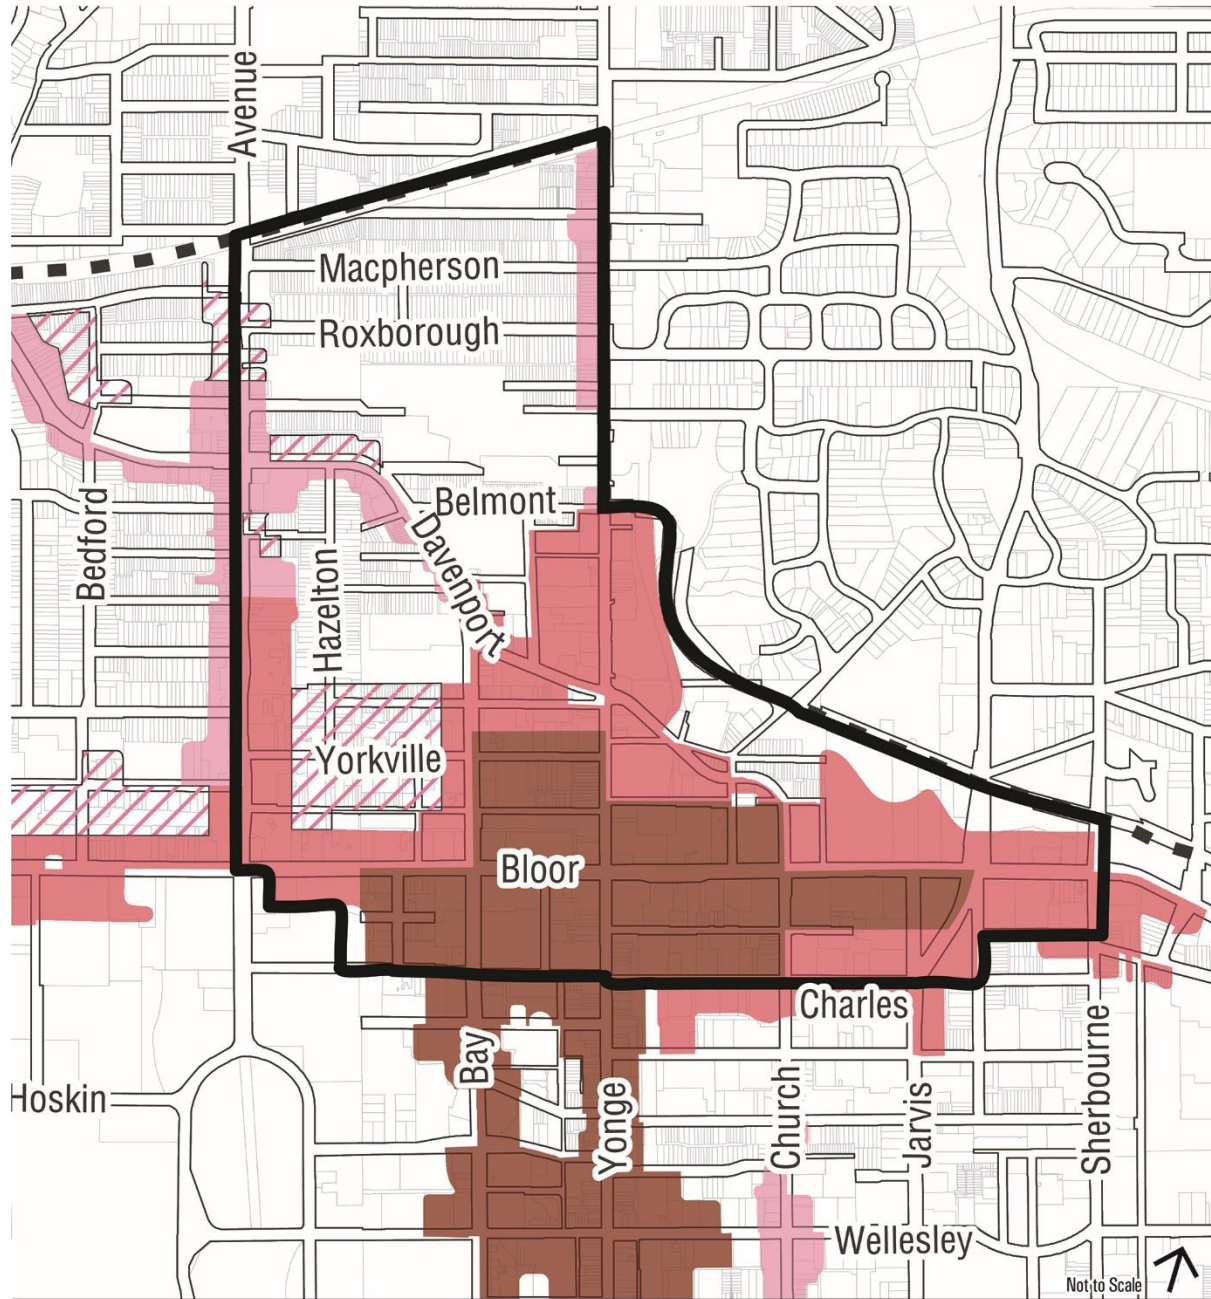 Avenue
Macpherson
Roxborough
Belmont
Davenport
Bedford
Hazelton
Yorkville
Bloor
Charles
Bay
Yonge
Church
Jarvis
Sherbourne
Hoskin
Wellesley
Not to Scale